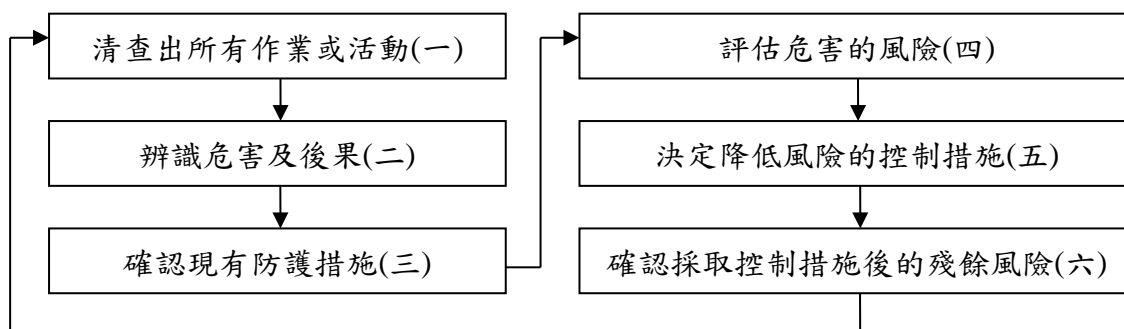 清查出所有作業或活動(一)
辨識危害及後果(二)
確認現有防護措施(三)
評估危害的風險(四)
決定降低風險的控制措施(五)
確認採取控制措施後的殘餘風險(六)